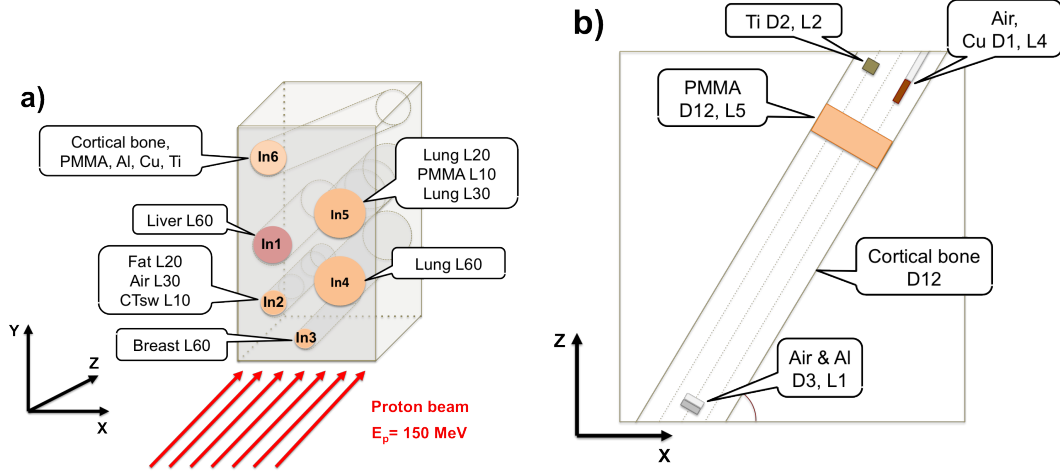 a)
Cortical bone,
PMMA, Al, Cu, Ti
In6
Lung L20
PMMA L10
Lung L30
In5
Liver L60
In1
Fat L20
Air L30
CTsw L10
In2
In4
Lung L60
Breast L60
In3
Y
Z
X
Proton beam
Ep= 150 MeV
b)
Ti D2, L2
Air,
Cu D1, L4
PMMA
D12, L5
Cortical bone
D12
Air & Al
D3, L1
Z
X